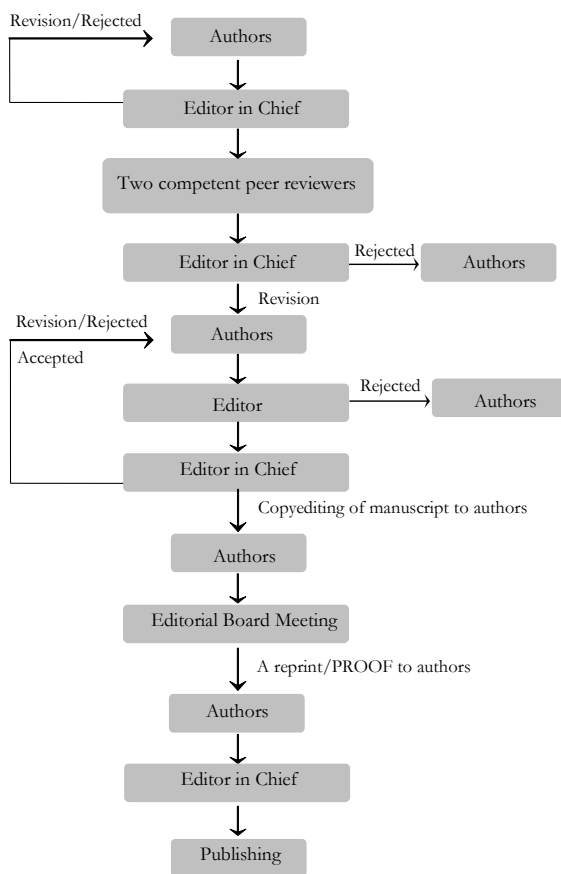 Revision/Rejected
Authors
Editor in Chief
Two competent peer reviewers
Editor in Chief
Rejected
Authors
Revision
Revision/Rejected
Accepted
Authors
Editor
Rejected
Authors
Editor in Chief
Copyediting of manuscript to authors
Authors
Editorial Board Meeting
A reprint/PROOF to authors
Authors
Editor in Chief
Publishing